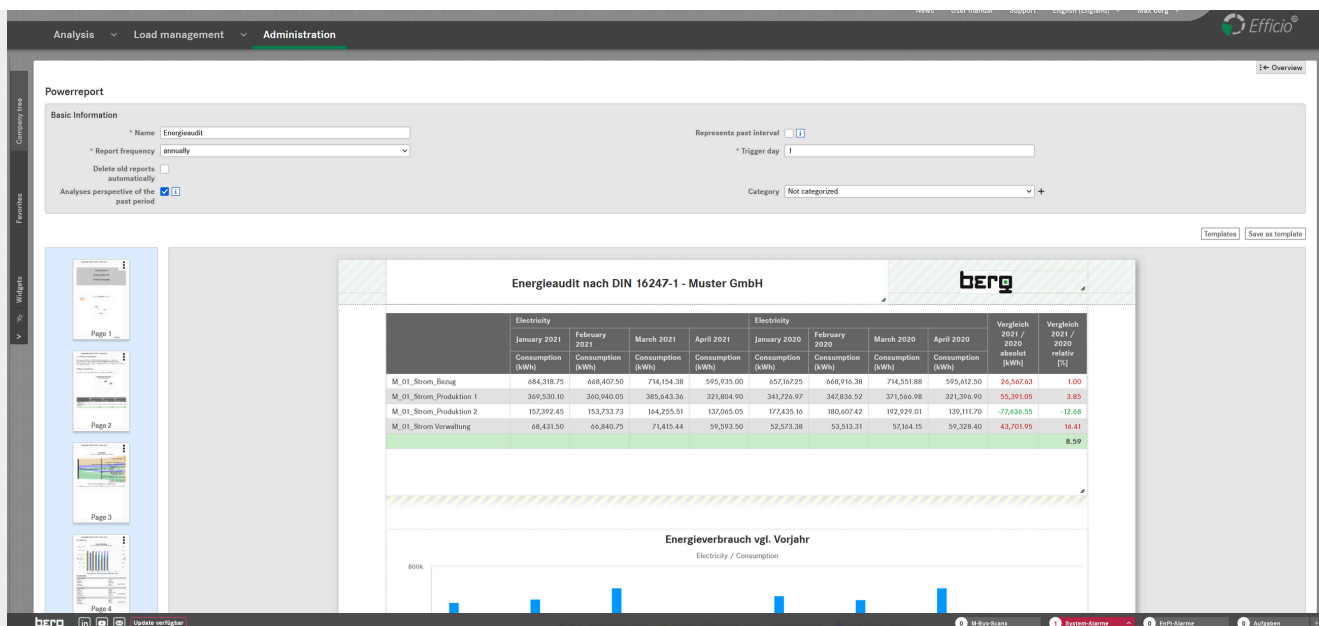 News User manual Support English (England) Max Berg
Efficio®
Analysis Load management Administration
Overview
Company tree
Favorites
Widgets
Powerreport
Basic Information
* Name Energieaudit
Represents past interval i
* Report frequency annually
* Trigger day 1
Delete old reports
automatically
Analyses perspective of the
past period i
Category Not categorized +
Templates Save as template
Page 1
Page 2
Page 3
Page 4
Energieaudit nach DIN 16247-1 - Muster GmbH
berg
Electricity Electricity Vergleich 2021 / 2020 absolut [kWh] Vergleich 2021 / 2020 relativ [%]
January 2021 February 2021 March 2021 April 2021 January 2020 February 2020 March 2020 April 2020
Consumption (kWh) Consumption (kWh) Consumption (kWh) Consumption (kWh) Consumption (kWh) Consumption (kWh) Consumption (kWh) Consumption (kWh)
M_01_Strom_Bezug 684,318.75 668,407.50 714,154.38 595,935.00 657,167.25 668,916.38 714,551.88 595,612.50 26,567.63 1.00
M_01_Strom_Produktion 1 369,530.10 360,940.05 385,643.36 321,804.90 341,726.97 347,836.52 371,566.98 321,396.90 55,391.05 3.85
M_01_Strom_Produktion 2 157,392.45 153,733.73 164,255.51 137,065.05 177,435.16 180,607.42 192,929.01 139,111.70 -77,636.55 -12.68
M_01_Strom Verwaltung 68,431.50 66,840.75 71,415.44 59,593.50 52,573.38 53,513.31 57,164.15 59,328.40 43,701.95 16.41
8.59
Energieverbrauch vgl. Vorjahr
Electricity / Consumption
800k
berg in Update verfügbar
0 M-Bus-Scans 1 System-Alarme 0 EnPI-Alarme 0 Aufgaben